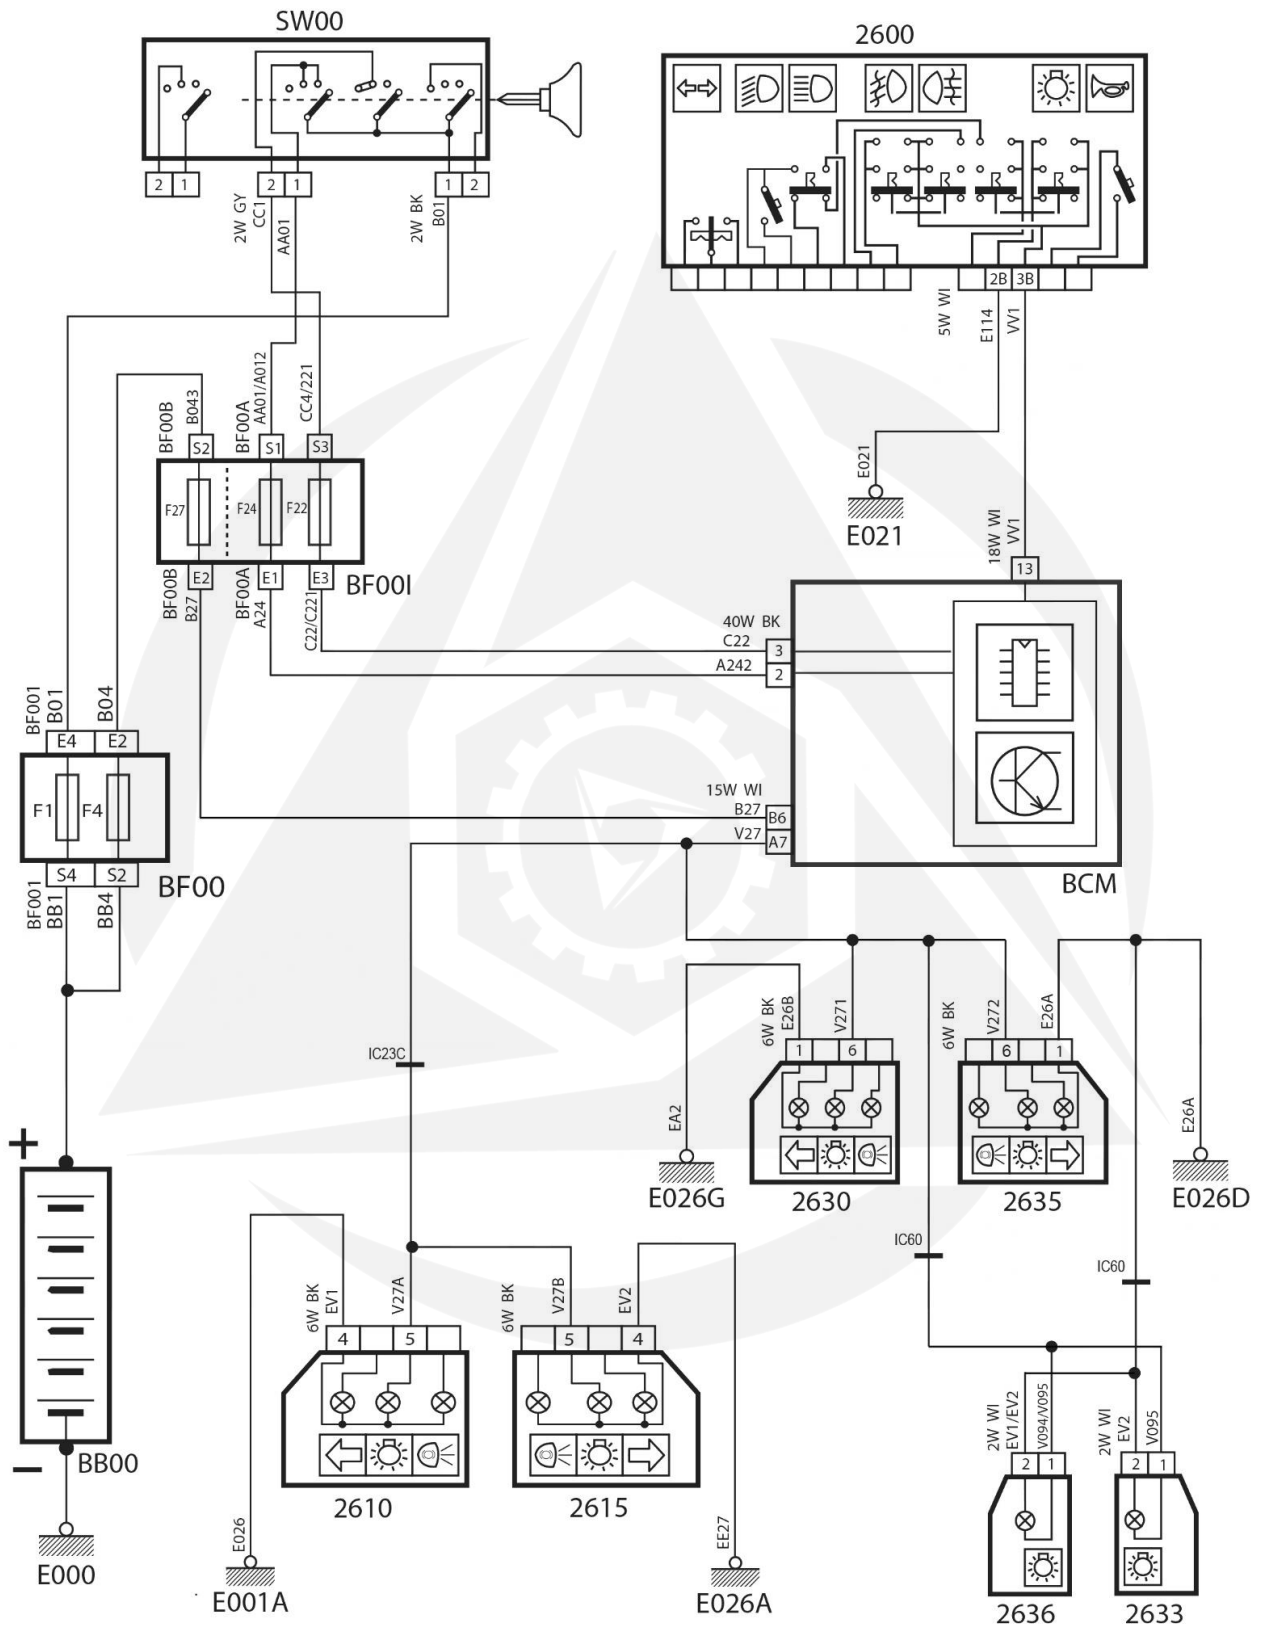 SW00
2600
2 1
2 1
1 2
2W GY
CC1
AA01
2W BK
B01
2B 3B
5W WI
E114
VV1
BF00B
B043
BF00A
AA01/A012
CC4/221
S2
S1
S3
F27
F24
F22
E2
E1
E3
BF00I
BF00B
B27
BF00A
A24
C22/C221
E021
E021
18W WI
VV1
13
40W BK
C22
3
A242
2
15W WI
B27
B6
V27
A7
BCM
BF001
B01
B04
E4 E2
F1
F4
S4 S2
BF00
BF001
BB1
BB4
IC23C
6W BK
E26B
V271
6W BK
V272
E26A
1 6
6 1
EA2
E26A
E026G
2630
2635
E026D
IC60
IC60
+
6W BK
EV1
V27A
6W BK
V27B
EV2
4 5
5 4
−
BB00
2610
2615
2W WI
EV1/EV2
V094/V095
2W WI
EV2
V095
2 1
2 1
E026
EE27
E000
E001A
E026A
2636
2633